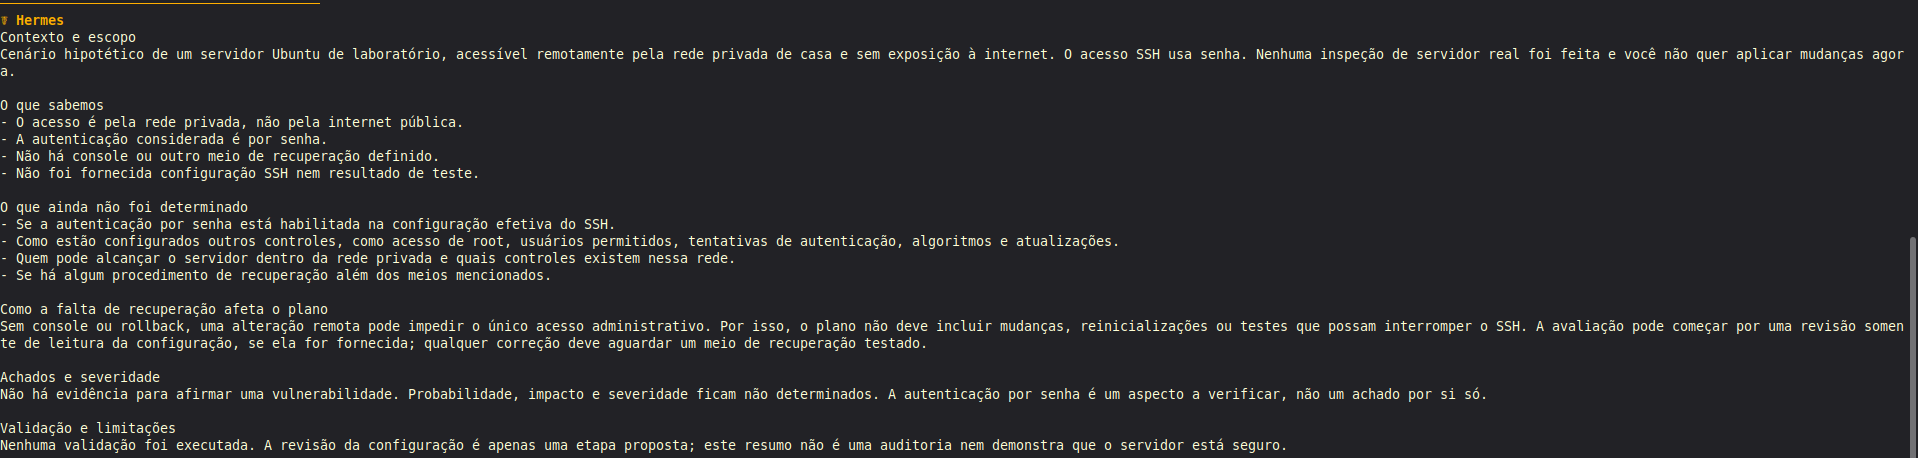 Hermes
Contexto e escopo
Cenário hipotético de um servidor Ubuntu de laboratório, acessível remotamente pela rede privada de casa e sem exposição à internet. O acesso SSH usa senha. Nenhuma inspeção de servidor real foi feita e você não quer aplicar mudanças agor
a.
O que sabemos
- O acesso é pela rede privada, não pela internet pública.
- A autenticação considerada é por senha.
- Não há console ou outro meio de recuperação definido.
- Não foi fornecida configuração SSH nem resultado de teste.
O que ainda não foi determinado
- Se a autenticação por senha está habilitada na configuração efetiva do SSH.
- Como estão configurados outros controles, como acesso de root, usuários permitidos, tentativas de autenticação, algoritmos e atualizações.
- Quem pode alcançar o servidor dentro da rede privada e quais controles existem nessa rede.
- Se há algum procedimento de recuperação além dos meios mencionados.
Como a falta de recuperação afeta o plano
Sem console ou rollback, uma alteração remota pode impedir o único acesso administrativo. Por isso, o plano não deve incluir mudanças, reinicializações ou testes que possam interromper o SSH. A avaliação pode começar por uma revisão somen
te de leitura da configuração, se ela for fornecida; qualquer correção deve aguardar um meio de recuperação testado.
Achados e severidade
Não há evidência para afirmar uma vulnerabilidade. Probabilidade, impacto e severidade ficam não determinados. A autenticação por senha é um aspecto a verificar, não um achado por si só.
Validação e limitações
Nenhuma validação foi executada. A revisão da configuração é apenas uma etapa proposta; este resumo não é uma auditoria nem demonstra que o servidor está seguro.